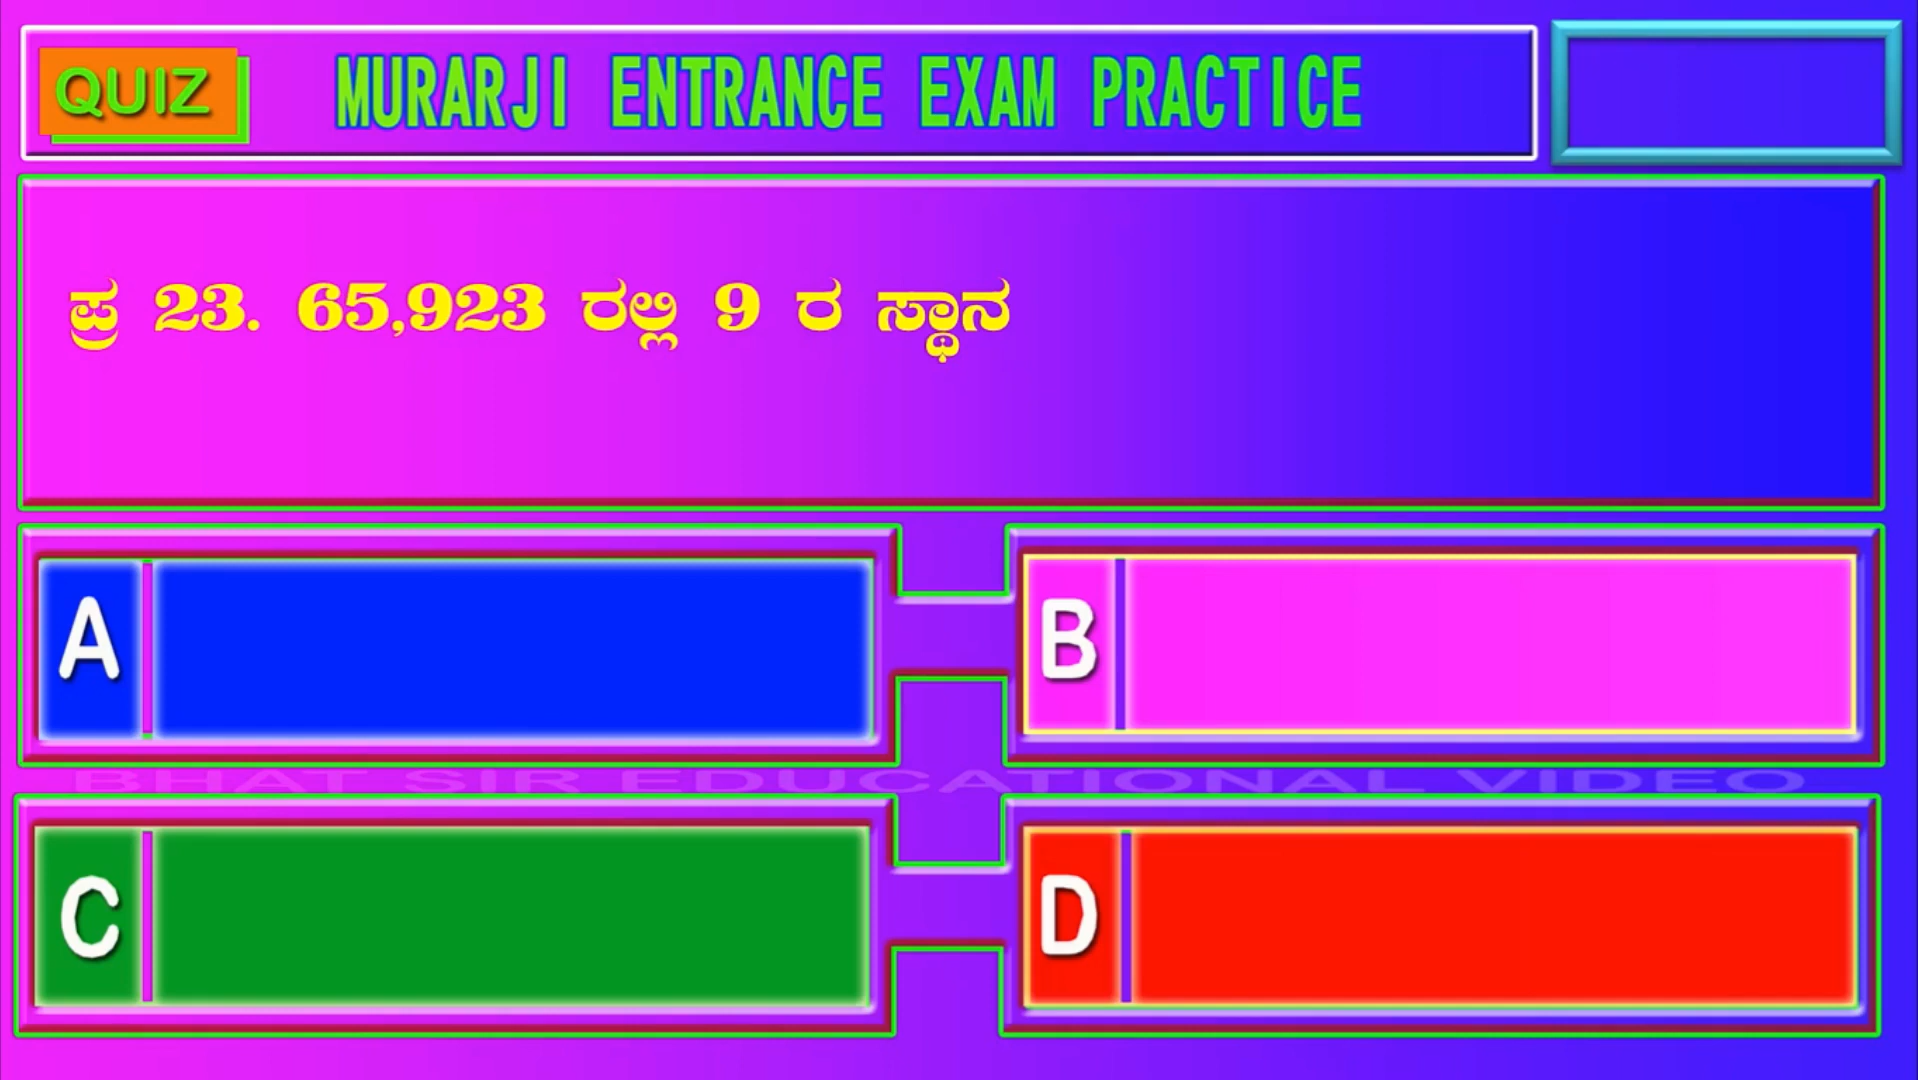 QUIZ
MURARJI ENTRANCE EXAM PRACTICE
ಪ್ರ 23. 65,923 ರಲ್ಲಿ 9 ರ ಸ್ಥಾನ
A
B
BHAT SIR EDUCATIONAL VIDEO
C
D